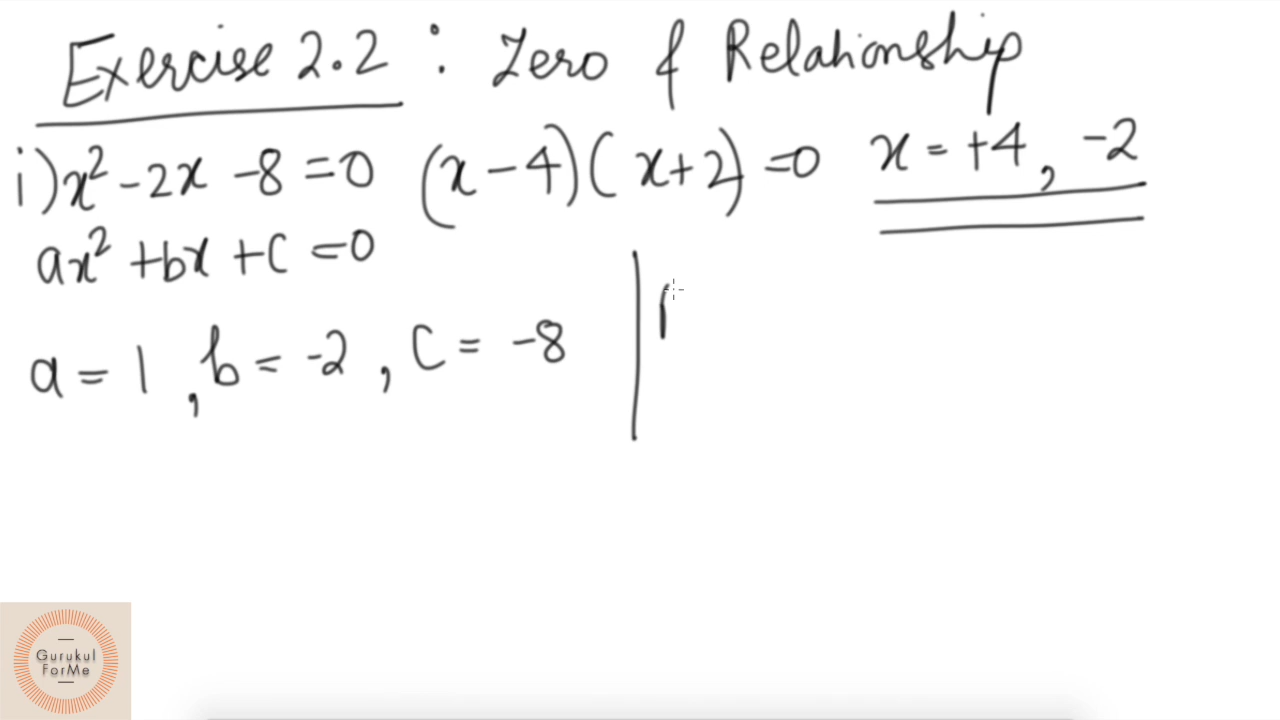 Exercise 2.2 : Zero & Relationship
i) x² - 2x - 8 = 0 (x - 4)(x + 2) = 0 x = +4, -2
ax² + bx + c = 0
a = 1, b = -2, c = -8
Gurukul
ForMe